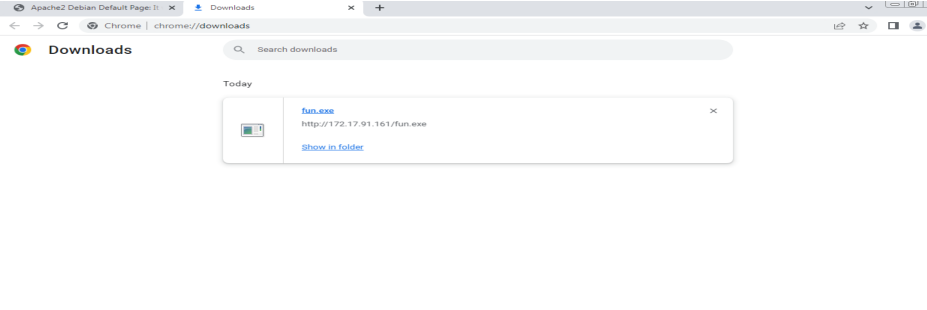 Apache2 Debian Default Page: It
Downloads
Chrome | chrome://downloads
Downloads
Search downloads
Today
fun.exe
http://172.17.91.161/fun.exe
Show in folder